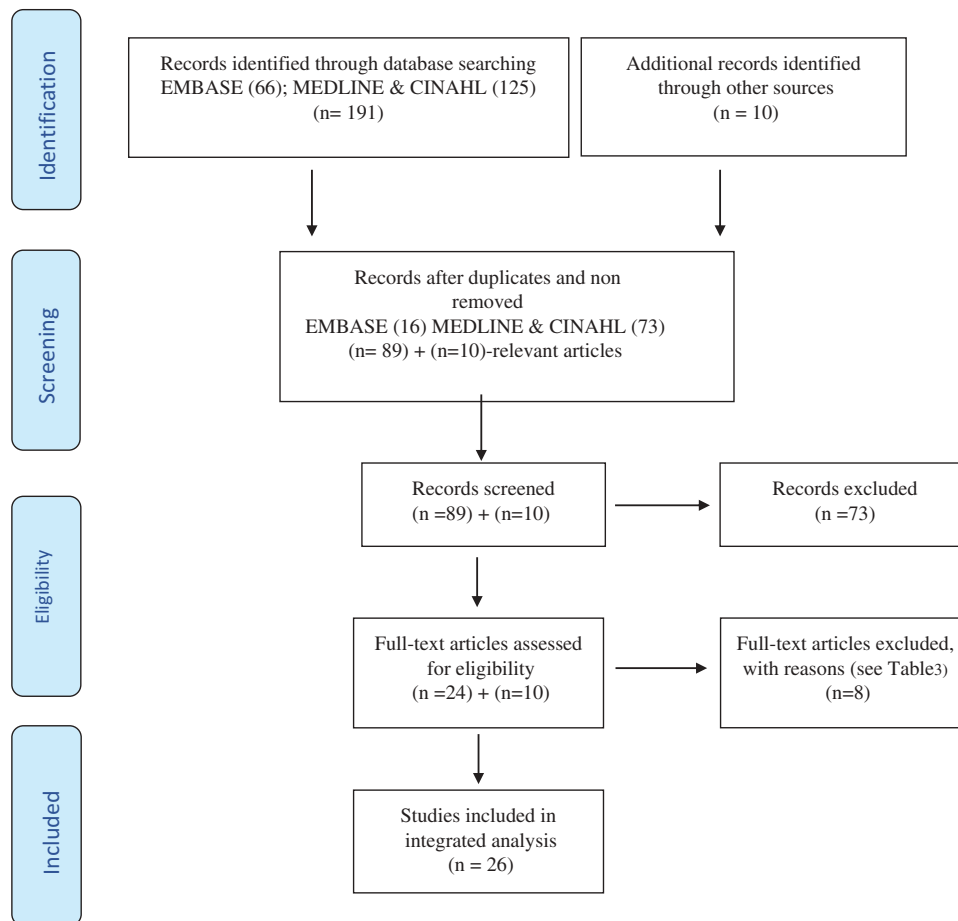 Identification
Records identified through database searching
EMBASE (66); MEDLINE & CINAHL (125)
(n= 191)
Additional records identified
through other sources
(n = 10)
Screening
Records after duplicates and non
removed
EMBASE (16) MEDLINE & CINAHL (73)
(n= 89) + (n=10)-relevant articles
Records screened
(n =89) + (n=10)
Records excluded
(n =73)
Eligibility
Full-text articles assessed
for eligibility
(n =24) + (n=10)
Full-text articles excluded,
with reasons (see Table3)
(n=8)
Included
Studies included in
integrated analysis
(n = 26)